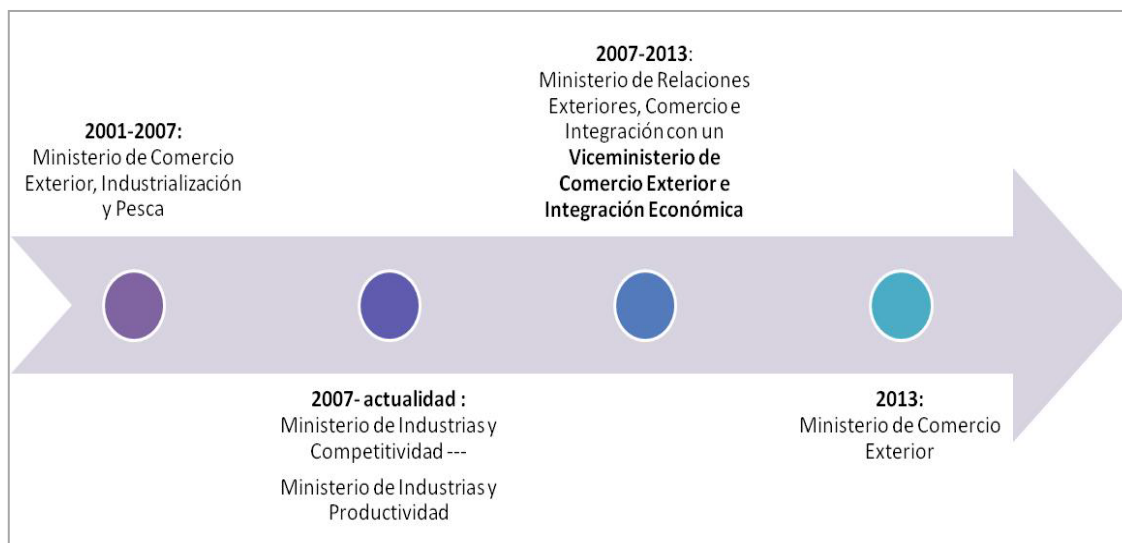 2001-2007:
Ministerio de Comercio
Exterior, Industrialización
y Pesca
2007- actualidad :
Ministerio de Industrias y
Competitividad ---
Ministerio de Industrias y
Productividad
2007-2013:
Ministerio de Relaciones
Exteriores, Comercio e
Integración con un
Viceministerio de
Comercio Exterior e
Integración Económica
2013:
Ministerio de Comercio
Exterior